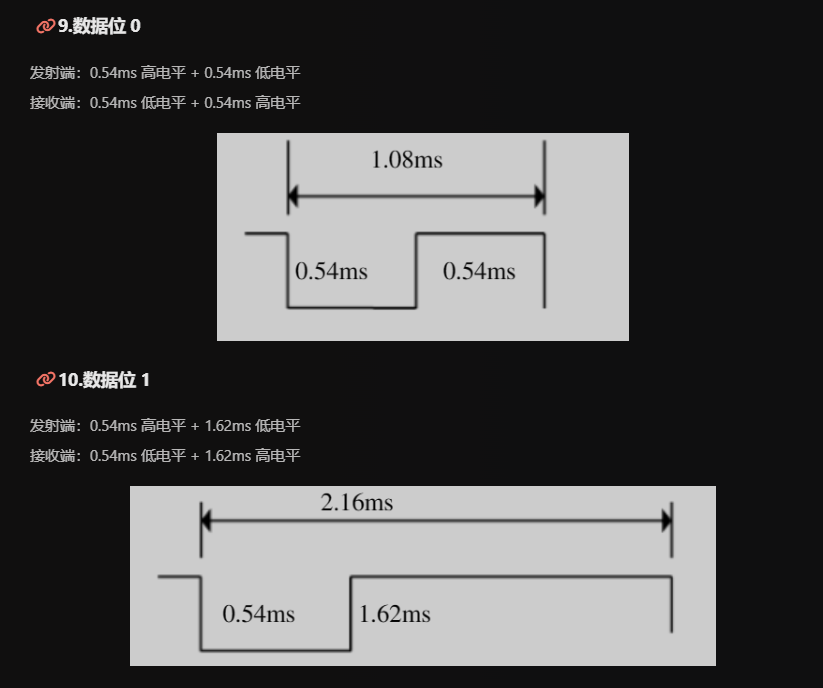 9.数据位 0
发射端：0.54ms 高电平 + 0.54ms 低电平
接收端：0.54ms 低电平 + 0.54ms 高电平
1.08ms
0.54ms 0.54ms
10.数据位 1
发射端：0.54ms 高电平 + 1.62ms 低电平
接收端：0.54ms 低电平 + 1.62ms 高电平
2.16ms
0.54ms 1.62ms